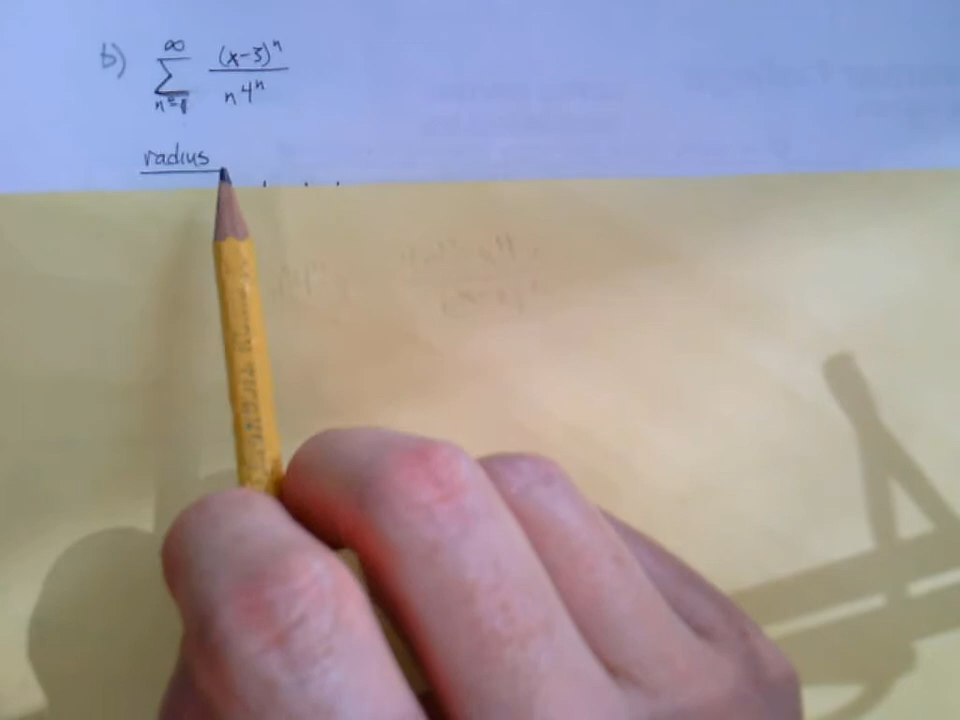 b) ∞ ∑ n=1 (x-3)^n / n 4^n
radius